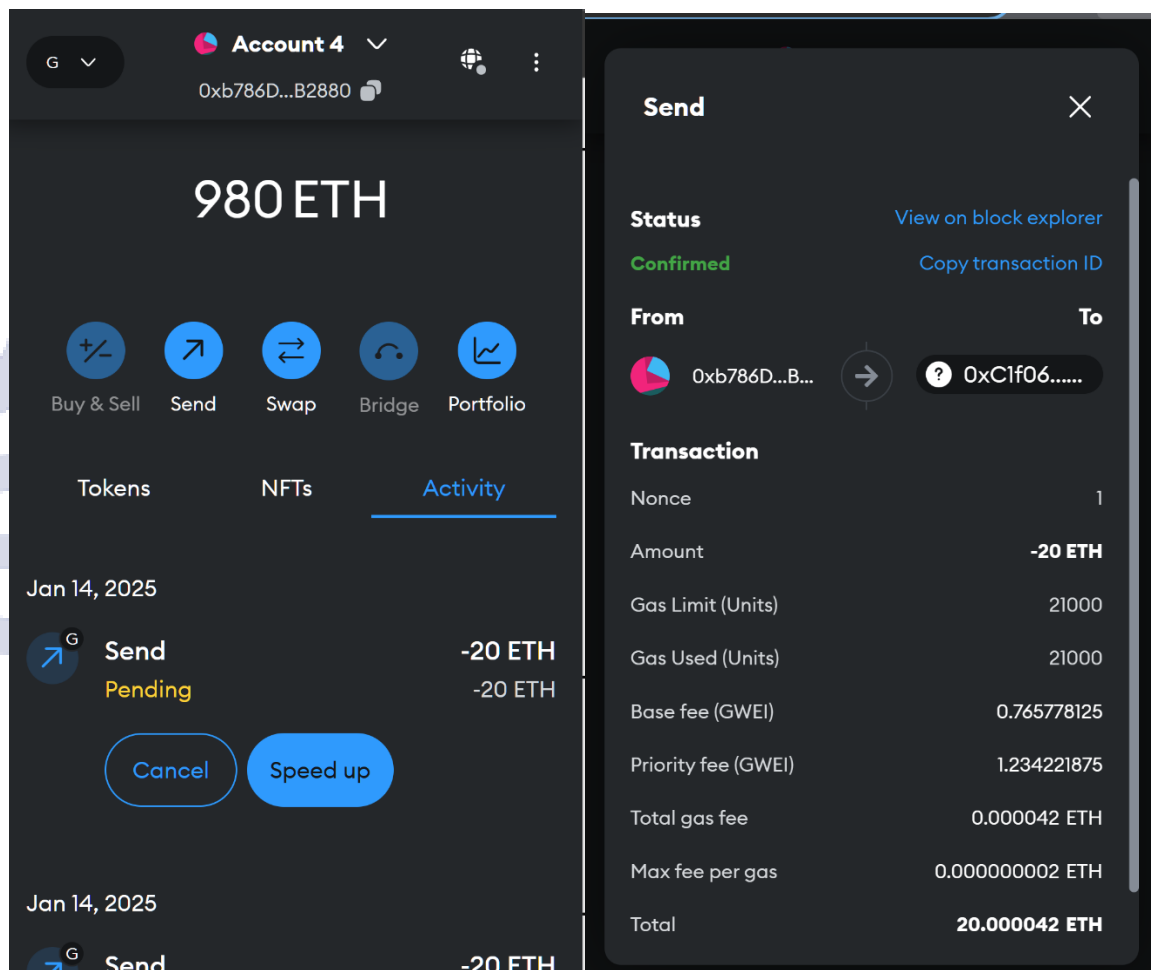 G
Account 4
0xb786D...B2880
980 ETH
Buy & Sell
Send
Swap
Bridge
Portfolio
Tokens
NFTs
Activity
Jan 14, 2025
G
Send
-20 ETH
Pending
-20 ETH
Cancel
Speed up
Jan 14, 2025
G
Send
-20 ETH
Send
Status
View on block explorer
Confirmed
Copy transaction ID
From
To
0xb786D...B...
? 0xC1f06......
Transaction
Nonce
1
Amount
-20 ETH
Gas Limit (Units)
21000
Gas Used (Units)
21000
Base fee (GWEI)
0.765778125
Priority fee (GWEI)
1.234221875
Total gas fee
0.000042 ETH
Max fee per gas
0.000000002 ETH
Total
20.000042 ETH